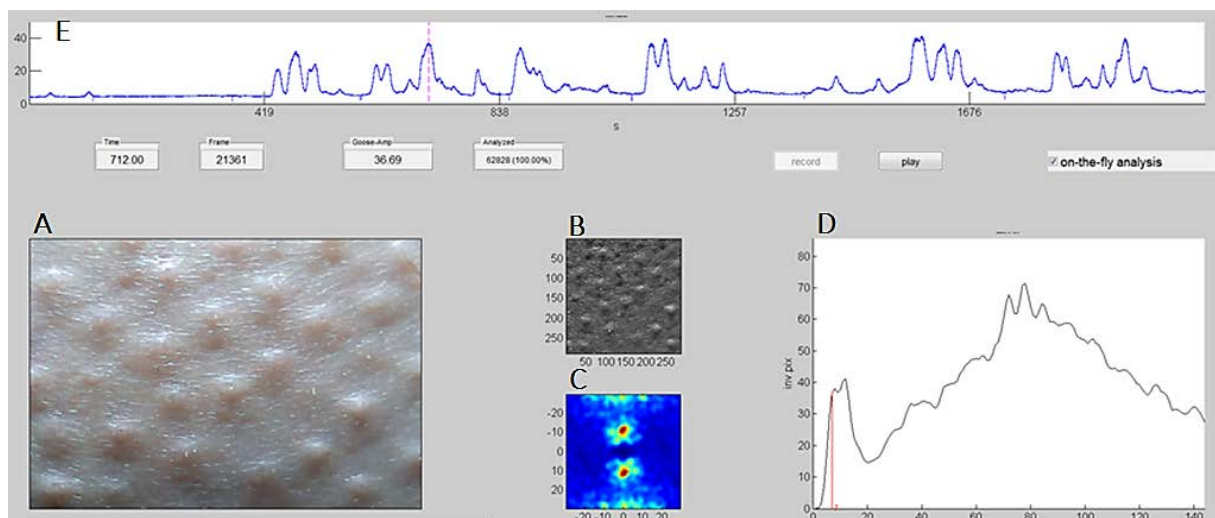 E
40
20
0
419 838 1257 1676
s
Time Frame Goose-Amp Analyzed
712.00 21361 36.69 62828 (100.00%) record play on-the-fly analysis
A B D
50
100
150
200
250
50 100 150 200 250
C
-20
-10
0
10
20
-20 -10 0 10 20
80
70
60
50
40
30
20
10
0
inv pix
0 20 40 60 80 100 120 140